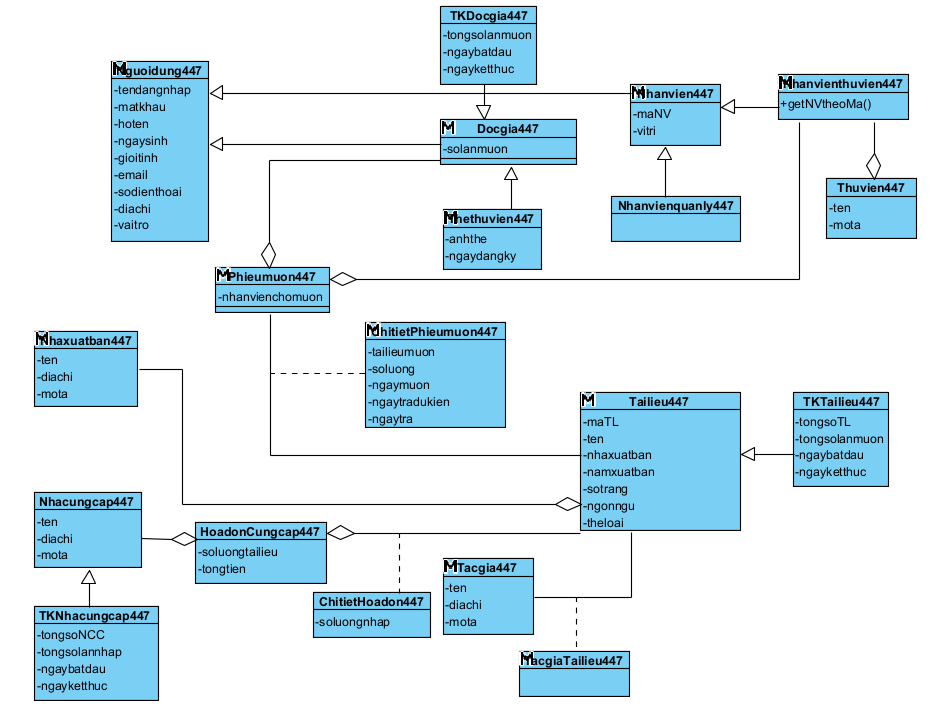 TKDocgia447
-tongsolanmuon
-ngaybatdau
-ngayketthuc
Nguoidung447
-tendangnhap
-matkhau
-hoten
-ngaysinh
-gioitinh
-email
-sodienthoai
-diachi
-vaitro
Nhanvien447
-maNV
-vitri
Nhanvienthuvien447
+getNVtheoMa()
Docgia447
-solanmuon
Thuvien447
-ten
-mota
Nhanvienquanly447
Thethuvien447
-anhthe
-ngaydangky
Phieumuon447
-nhanvienchomuon
ChitietPhieumuon447
-tailieumuon
-soluong
-ngaymuon
-ngaytradukien
-ngaytra
Nhaxuatban447
-ten
-diachi
-mota
Tailieu447
-maTL
-ten
-nhaxuatban
-namxuatban
-sotrang
-ngonngu
-theloai
TKTailieu447
-tongsoTL
-tongsolanmuon
-ngaybatdau
-ngayketthuc
Nhacungcap447
-ten
-diachi
-mota
HoadonCungcap447
-soluongtailieu
-tongtien
Tacgia447
-ten
-diachi
-mota
ChitietHoadon447
-soluongnhap
TKNhacungcap447
-tongsoNCC
-tongsolannhap
-ngaybatdau
-ngayketthuc
TacgiaTailieu447